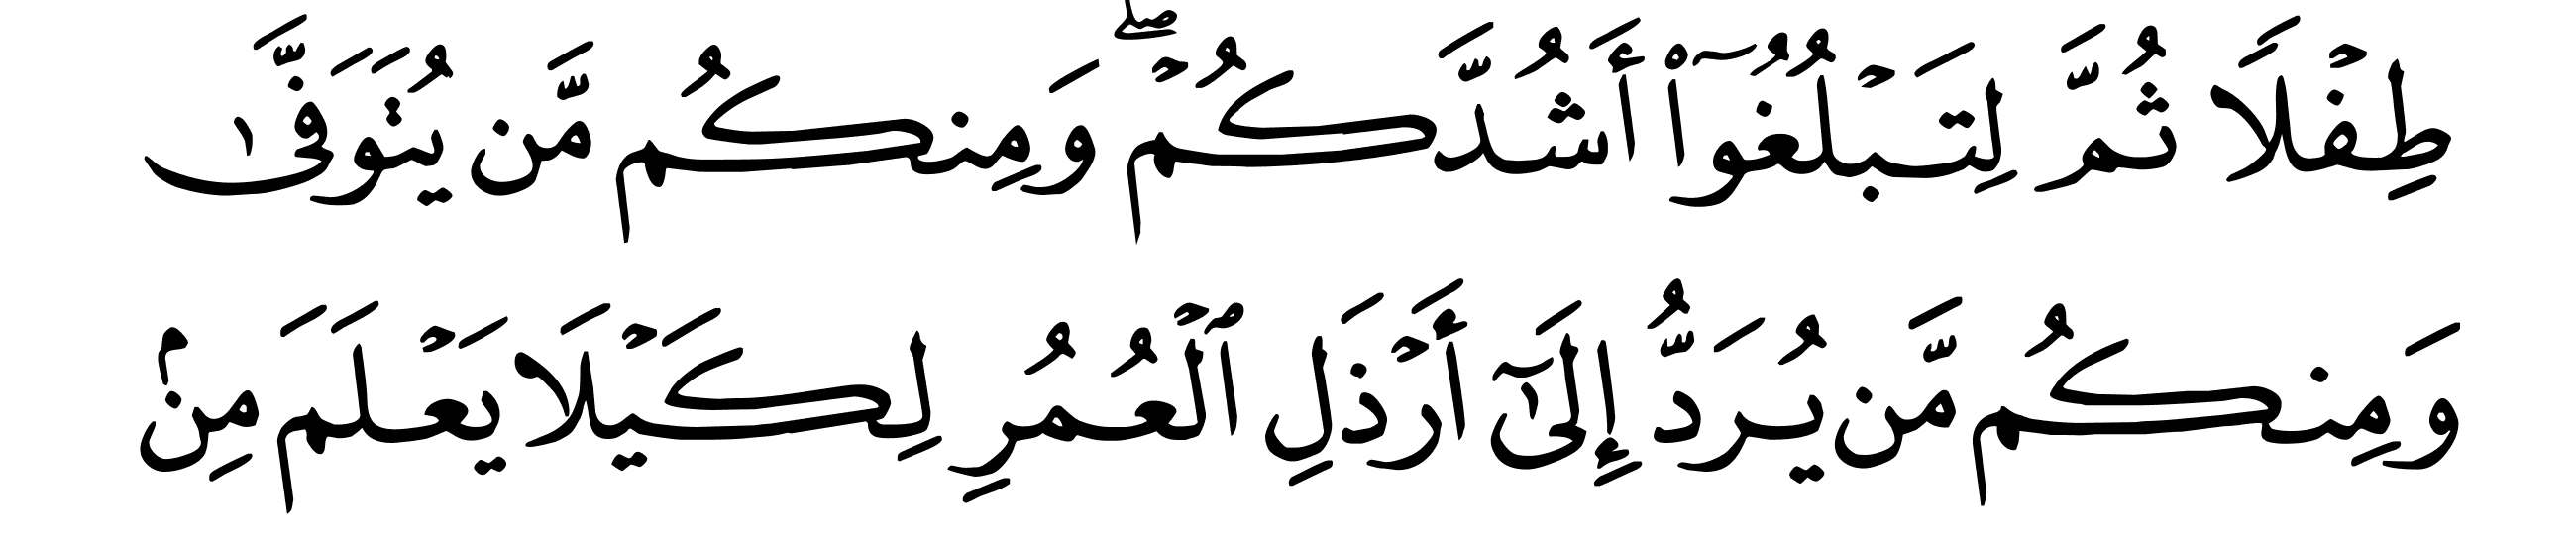 طِفۡلٗا ثُمَّ لِتَبۡلُغُوٓاْ أَشُدَّكُمۡۖ وَمِنكُم مَّن يُتَوَفَّىٰ
وَمِنكُم مَّن يُرَدُّ إِلَىٰٓ أَرۡذَلِ ٱلۡعُمُرِ لِكَيۡلَا يَعۡلَمَ مِنۢ